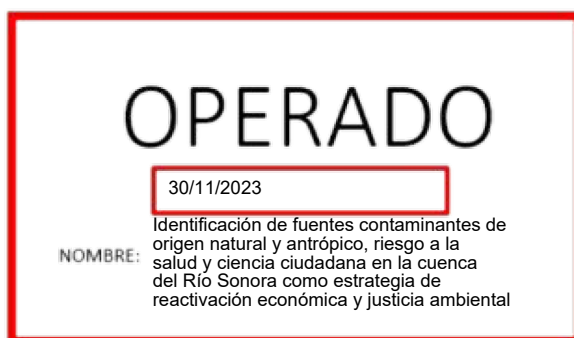 OPERADO
30/11/2023
Identificación de fuentes contaminantes de
origen natural y antrópico, riesgo a la
NOMBRE: salud y ciencia ciudadana en la cuenca
del Río Sonora como estrategia de
reactivación económica y justicia ambiental